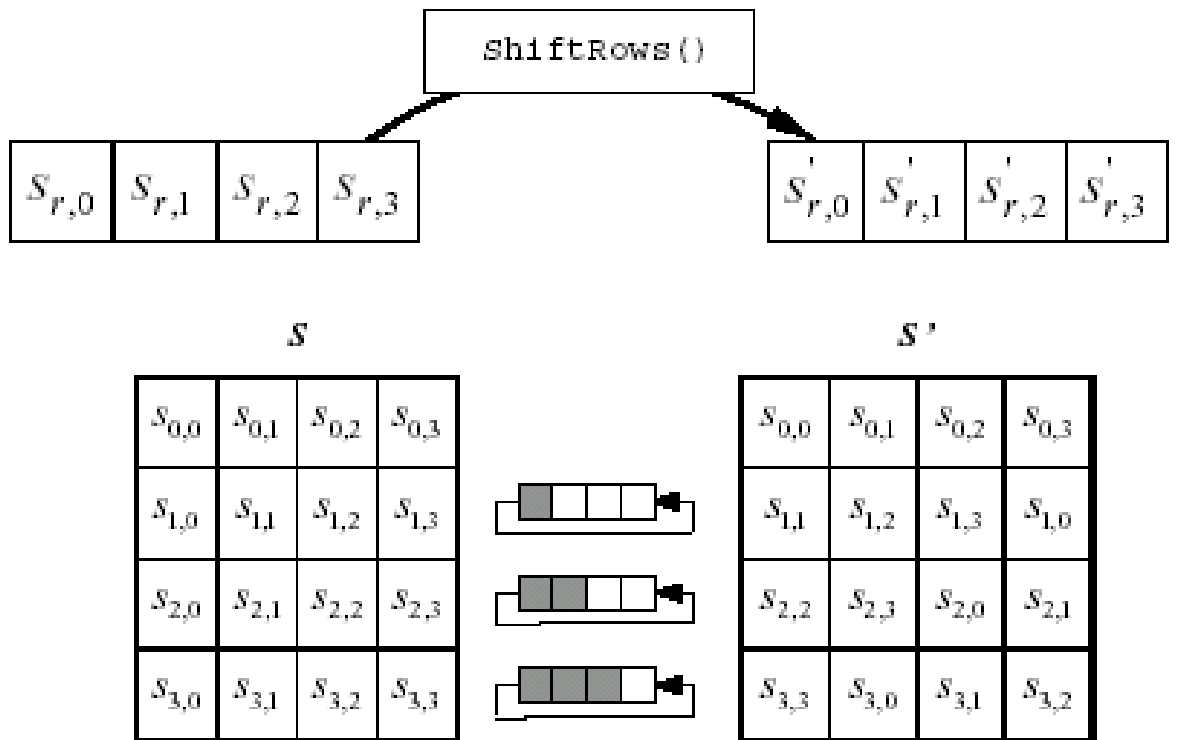 ShiftRows()
S_{r,0} S_{r,1} S_{r,2} S_{r,3} S'_{r,0} S'_{r,1} S'_{r,2} S'_{r,3}
S S'
S_{0,0} S_{0,1} S_{0,2} S_{0,3} S_{0,0} S_{0,1} S_{0,2} S_{0,3}
S_{1,0} S_{1,1} S_{1,2} S_{1,3} S_{1,1} S_{1,2} S_{1,3} S_{1,0}
S_{2,0} S_{2,1} S_{2,2} S_{2,3} S_{2,2} S_{2,3} S_{2,0} S_{2,1}
S_{3,0} S_{3,1} S_{3,2} S_{3,3} S_{3,3} S_{3,0} S_{3,1} S_{3,2}